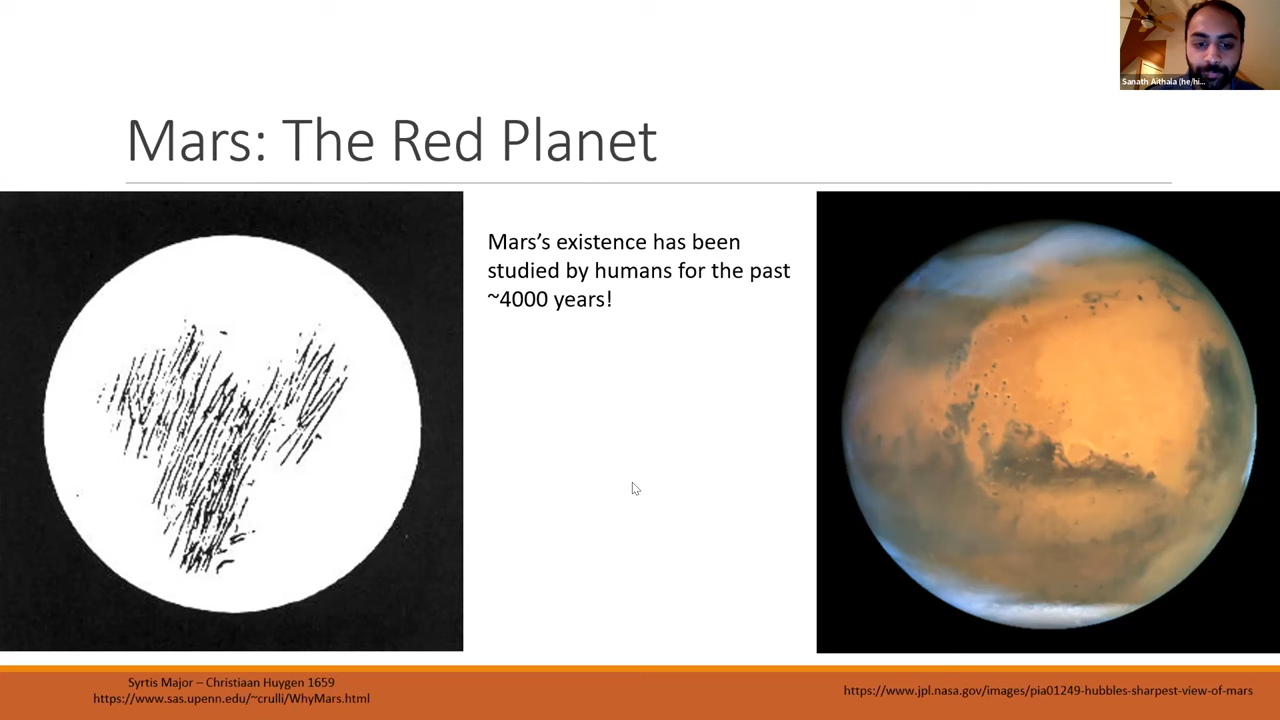 Sanath Aithala (he/hi...
Mars: The Red Planet
Mars’s existence has been
studied by humans for the past
~4000 years!
Syrtis Major – Christiaan Huygen 1659
https://www.sas.upenn.edu/~crulli/WhyMars.html
https://www.jpl.nasa.gov/images/pia01249-hubbles-sharpest-view-of-mars